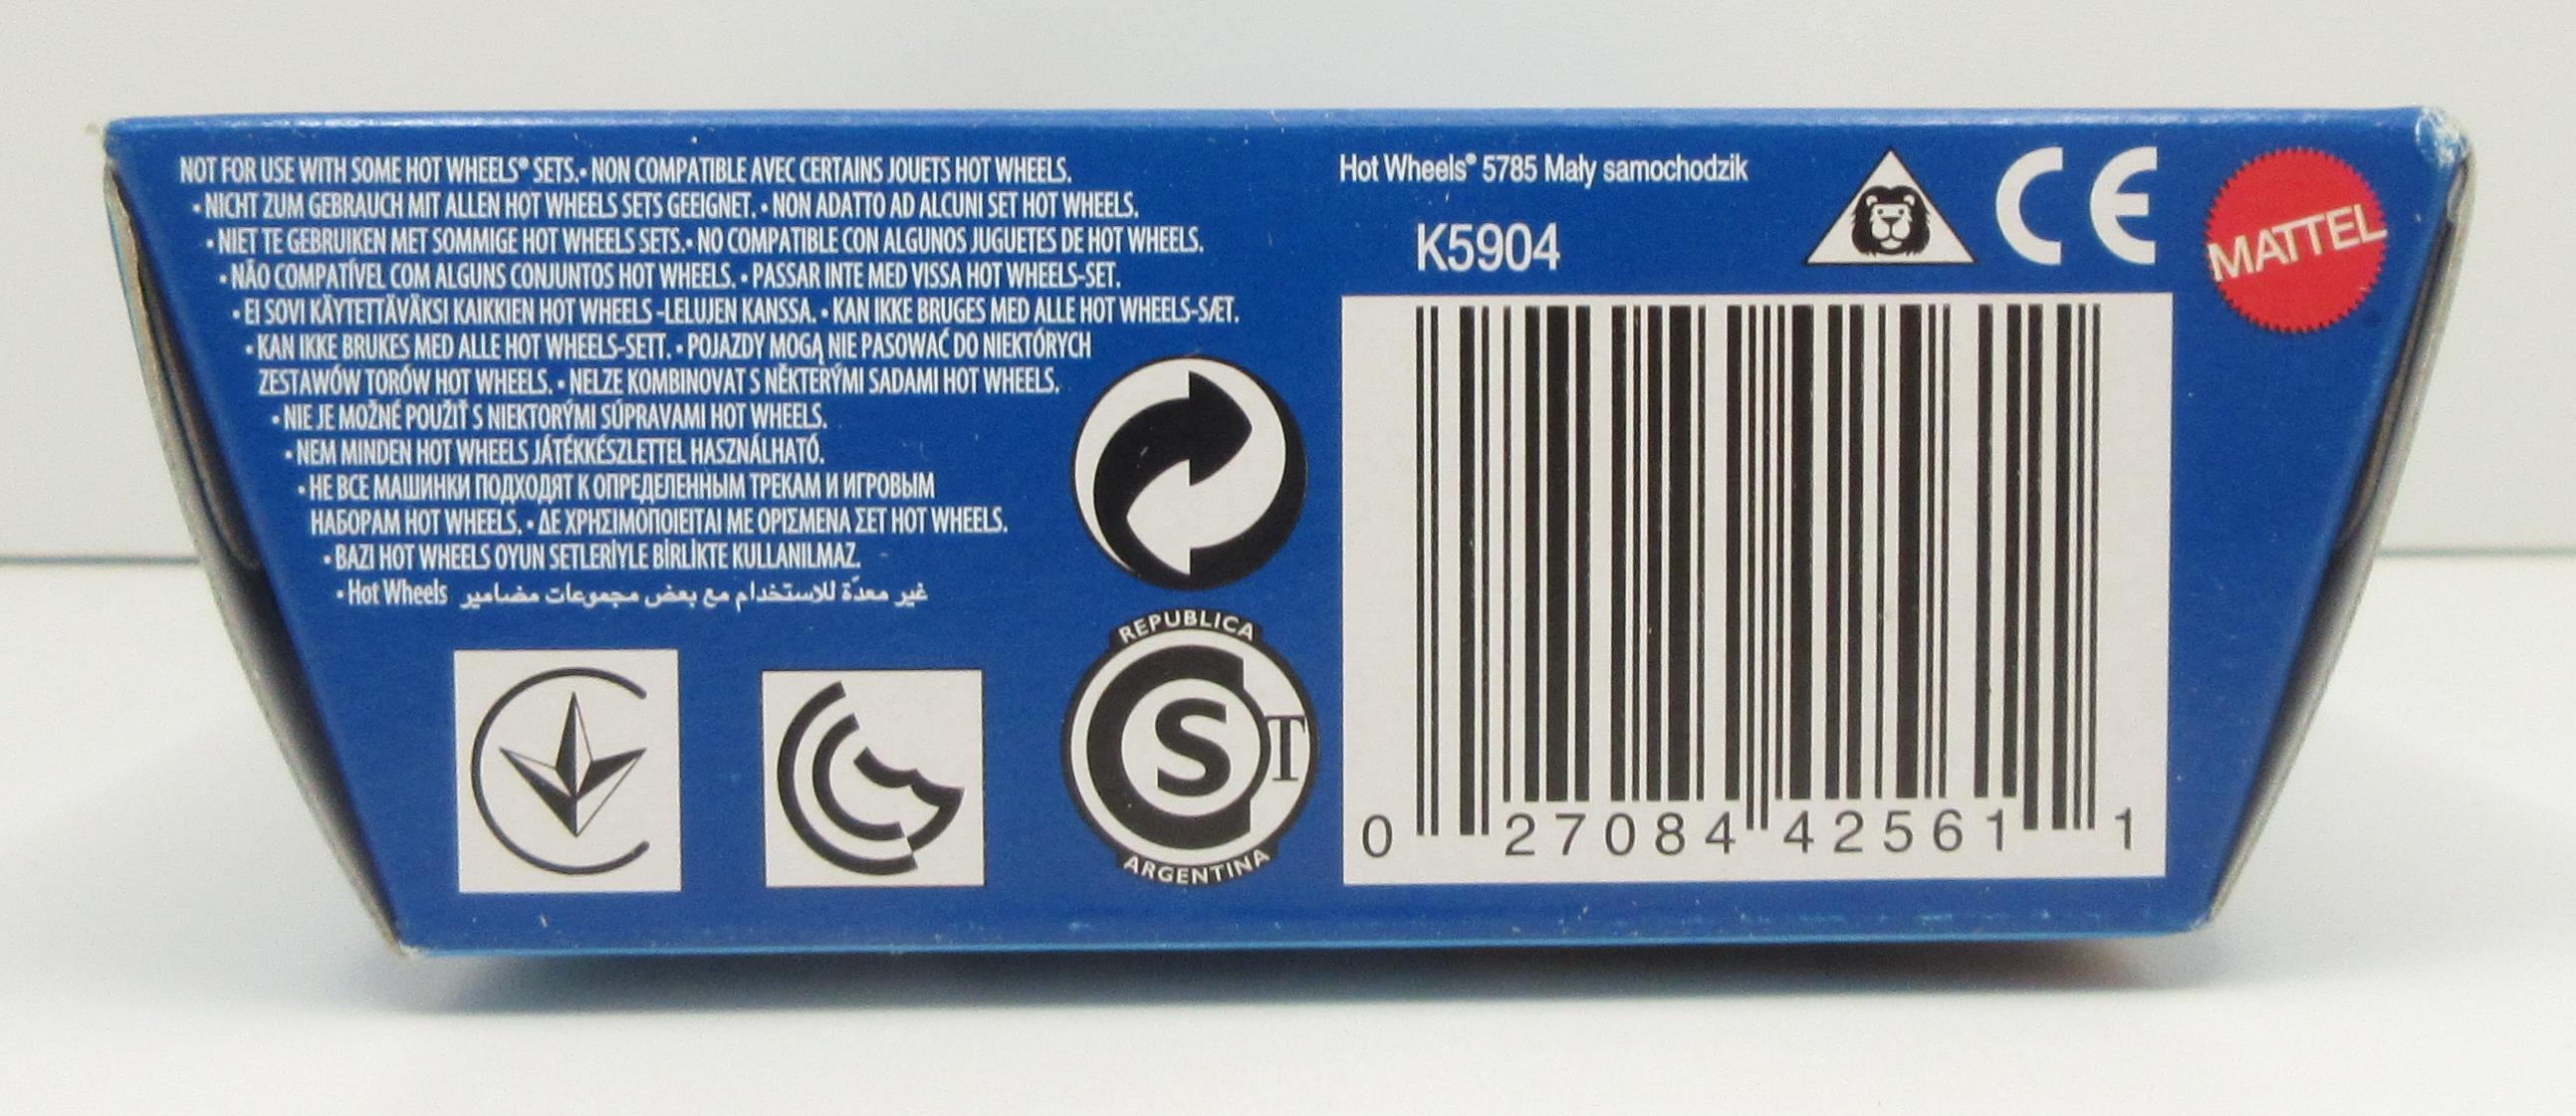 NOT FOR USE WITH SOME HOT WHEELS® SETS. • NON COMPATIBLE AVEC CERTAINS JOUETS HOT WHEELS.
• NICHT ZUM GEBRAUCH MIT ALLEN HOT WHEELS SETS GEEIGNET. • NON ADATTO AD ALCUNI SET HOT WHEELS.
• NIET TE GEBRUIKEN MET SOMMIGE HOT WHEELS SETS. • NO COMPATIBLE CON ALGUNOS JUGUETES DE HOT WHEELS.
• NÃO COMPATÍVEL COM ALGUNS CONJUNTOS HOT WHEELS. • PASSAR INTE MED VISSA HOT WHEELS-SET.
• EI SOVI KÄYTETTÄVÄKSI KAIKKIEN HOT WHEELS -LELUJEN KANSSA. • KAN IKKE BRUGES MED ALLE HOT WHEELS-SÆT.
• KAN IKKE BRUKES MED ALLE HOT WHEELS-SETT. • POJAZDY MOGĄ NIE PASOWAĆ DO NIEKTÓRYCH
ZESTAWÓW TORÓW HOT WHEELS. • NELZE KOMBINOVAT S NĚKTERÝMI SADAMI HOT WHEELS.
• NIE JE MOŽNÉ POUŽIŤ S NIEKTORÝMI SÚPRAVAMI HOT WHEELS.
• NEM MINDEN HOT WHEELS JÁTÉKKÉSZLETTEL HASZNÁLHATÓ.
• НЕ ВСЕ МАШИНКИ ПОДХОДЯТ К ОПРЕДЕЛЕННЫМ ТРЕКАМ И ИГРОВЫМ
НАБОРАМ HOT WHEELS. • ΔΕ ΧΡΗΣΙΜΟΠΟΙΕΙΤΑΙ ΜΕ ΟΡΙΣΜΕΝΑ ΣΕΤ HOT WHEELS.
• BAZI HOT WHEELS OYUN SETLERİYLE BİRLİKTE KULLANILMAZ.
• Hot Wheels غير معدّة للاستخدام مع بعض مجموعات مضامير
REPUBLICA
S T
ARGENTINA
Hot Wheels® 5785 Mały samochodzik
K5904
CE
MATTEL
0 27084 42561 1